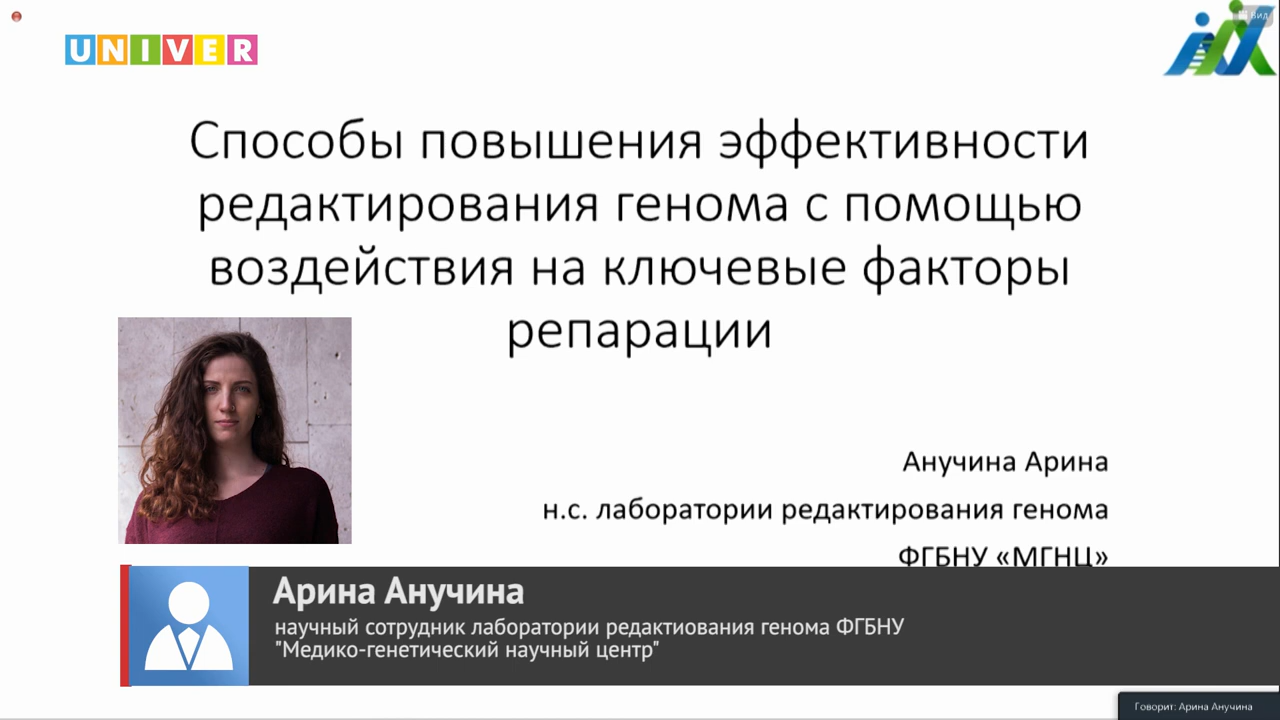 UNIVER
Вид
Способы повышения эффективности
редактирования генома с помощью
воздействия на ключевые факторы
репарации
Анучина Арина
н.с. лаборатории редактирования генома
ФГБНУ «МГНЦ»
Арина Анучина
научный сотрудник лаборатории редактиования генома ФГБНУ
"Медико-генетический научный центр"
Говорит: Арина Анучина